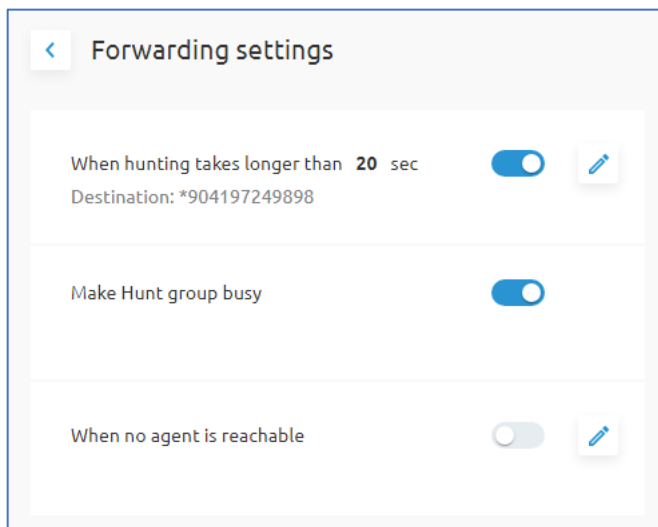 Forwarding settings
When hunting takes longer than 20 sec
Destination: *904197249898
Make Hunt group busy
When no agent is reachable